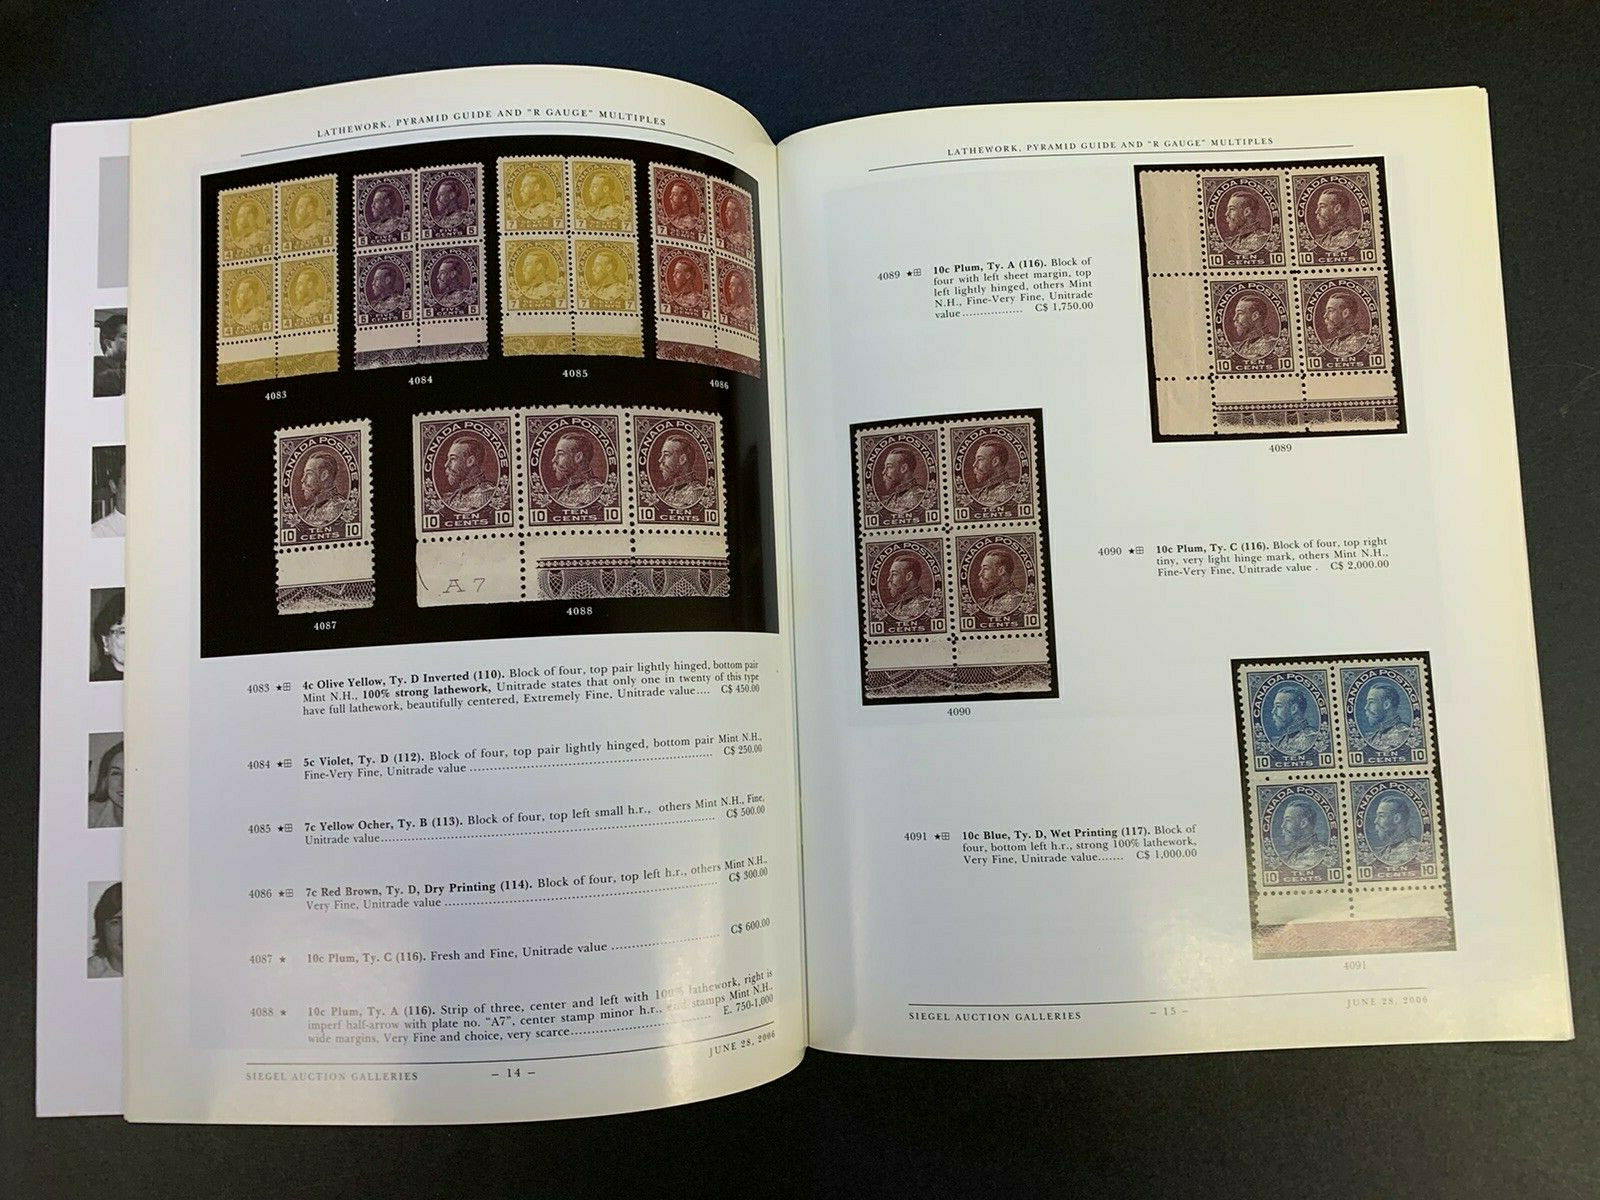 LATHEWORK, PYRAMID GUIDE AND "R GAUGE" MULTIPLES
4083
4084
4085
4086
4087
4088
A 7
4083 ★⊞ 4c Olive Yellow, Ty. D Inverted (110). Block of four, top pair lightly hinged, bottom pair
Mint N.H., 100% strong lathework, Unitrade states that only one in twenty of this type
have full lathework, beautifully centered, Extremely Fine, Unitrade value.... C$ 450.00
4084 ★⊞ 5c Violet, Ty. D (112). Block of four, top pair lightly hinged, bottom pair Mint N.H.,
Fine-Very Fine, Unitrade value ........................................ C$ 250.00
4085 ★⊞ 7c Yellow Ocher, Ty. B (113). Block of four, top left small h.r., others Mint N.H., Fine,
Unitrade value........................................................ C$ 500.00
4086 ★⊞ 7c Red Brown, Ty. D, Dry Printing (114). Block of four, top left h.r., others Mint N.H.,
Very Fine, Unitrade value ............................................. C$ 300.00
4087 ★ 10c Plum, Ty. C (116). Fresh and Fine, Unitrade value .................. C$ 600.00
4088 ★ 10c Plum, Ty. A (116). Strip of three, center and left with 100% lathework, right is
imperf half-arrow with plate no. "A7", center stamp minor h.r., end stamps Mint N.H.,
wide margins, Very Fine and choice, very scarce........................ E. 750-1,000
SIEGEL AUCTION GALLERIES – 14 – JUNE 28, 2006
LATHEWORK, PYRAMID GUIDE AND "R GAUGE" MULTIPLES
4089 ★⊞ 10c Plum, Ty. A (116). Block of
four with left sheet margin, top
left lightly hinged, others Mint
N.H., Fine-Very Fine, Unitrade
value ................. C$ 1,750.00
4089
4090 ★⊞ 10c Plum, Ty. C (116). Block of four, top right
tiny, very light hinge mark, others Mint N.H.,
Fine-Very Fine, Unitrade value . C$ 2,000.00
4090
4091 ★⊞ 10c Blue, Ty. D, Wet Printing (117). Block of
four, bottom left h.r., strong 100% lathework,
Very Fine, Unitrade value....... C$ 1,000.00
4091
SIEGEL AUCTION GALLERIES – 15 – JUNE 28, 2006
CANADA POSTAGE
TEN CENTS
10 10